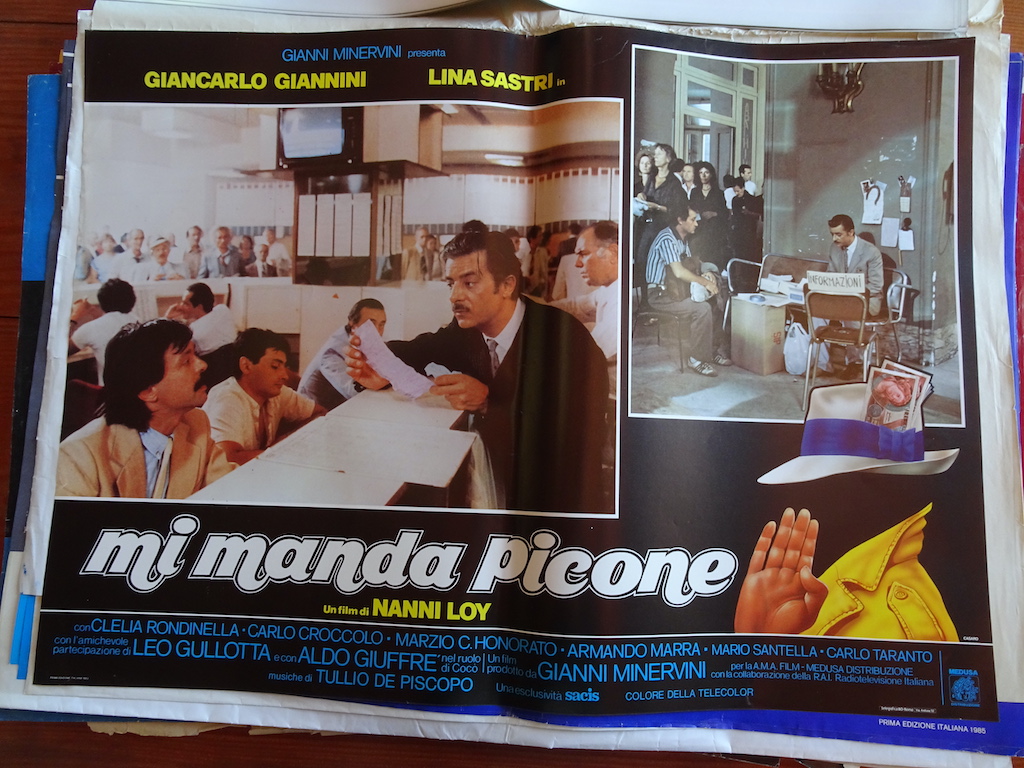 GIANNI MINERVINI presenta
GIANCARLO GIANNINI LINA SASTRI in
INFORMAZIONI
mi manda picone
Un film di NANNI LOY
CASARO
con CLELIA RONDINELLA · CARLO CROCCOLO · MARZIO C. HONORATO · ARMANDO MARRA · MARIO SANTELLA · CARLO TARANTO
con l'amichevole partecipazione di LEO GULLOTTA e con ALDO GIUFFRE' nel ruolo di Cocò
Un film prodotto da GIANNI MINERVINI
per la A.M.A. FILM - MEDUSA DISTRIBUZIONE
con la collaborazione della R.A.I. Radiotelevisione Italiana
musiche di TULLIO DE PISCOPO
Una esclusività sacis
COLORE DELLA TELECOLOR
MEDUSA
DISTRIBUZIONE
PRIMA EDIZIONE ITALIANA 1985